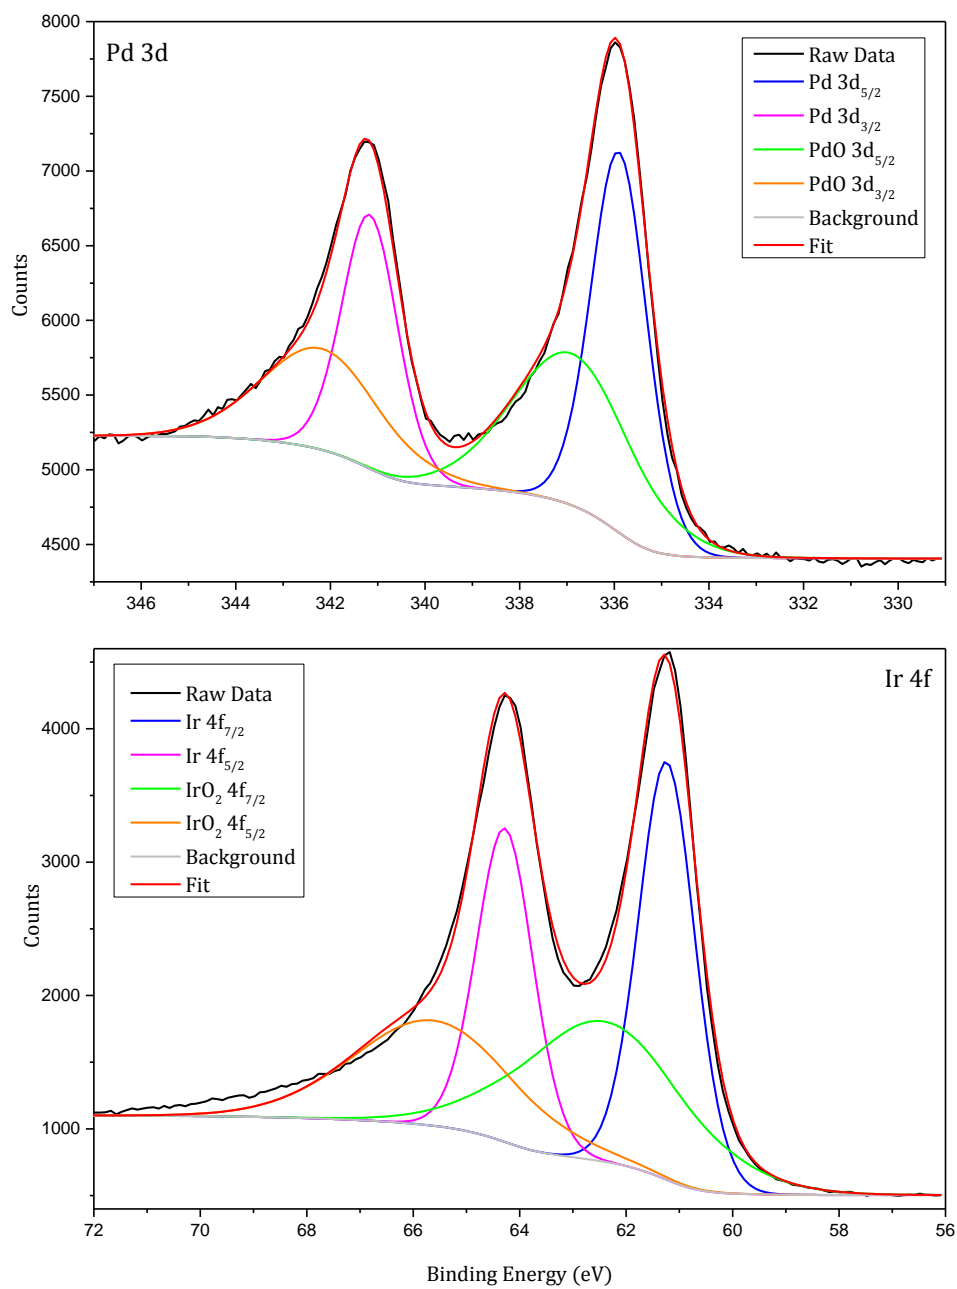 8000
Pd 3d
Raw Data
Pd 3d5/2
Pd 3d3/2
PdO 3d5/2
PdO 3d3/2
Background
Fit
7500
7000
6500
6000
5500
5000
4500
Counts
346 344 342 340 338 336 334 332 330
Ir 4f
Raw Data
Ir 4f7/2
Ir 4f5/2
IrO2 4f7/2
IrO2 4f5/2
Background
Fit
4000
3000
2000
1000
Counts
72 70 68 66 64 62 60 58 56
Binding Energy (eV)